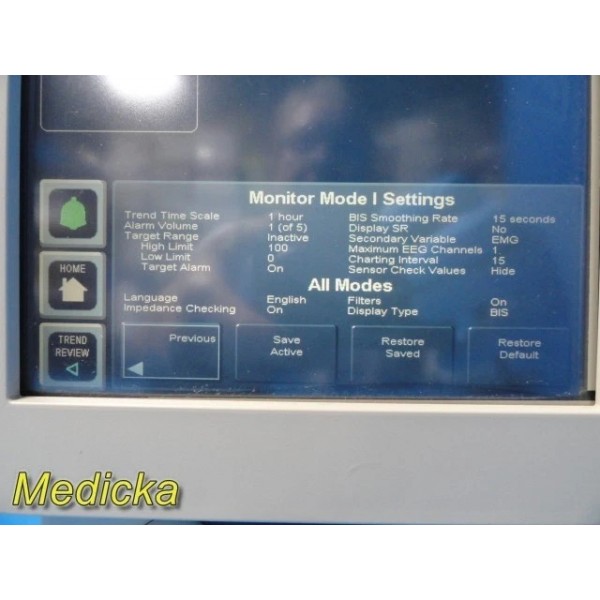 Monitor Mode I Settings
Trend Time Scale 1 hour BIS Smoothing Rate 15 seconds
Alarm Volume 1 (of 5) Display SR No
Target Range Inactive Secondary Variable EMG
High Limit 100 Maximum EEG Channels 1
Low Limit 0 Charting Interval 15
Target Alarm On Sensor Check Values Hide
All Modes
Language English Filters On
Impedance Checking On Display Type BIS
HOME
TREND
REVIEW
Previous
Save
Active
Restore
Saved
Restore
Default
Medicka